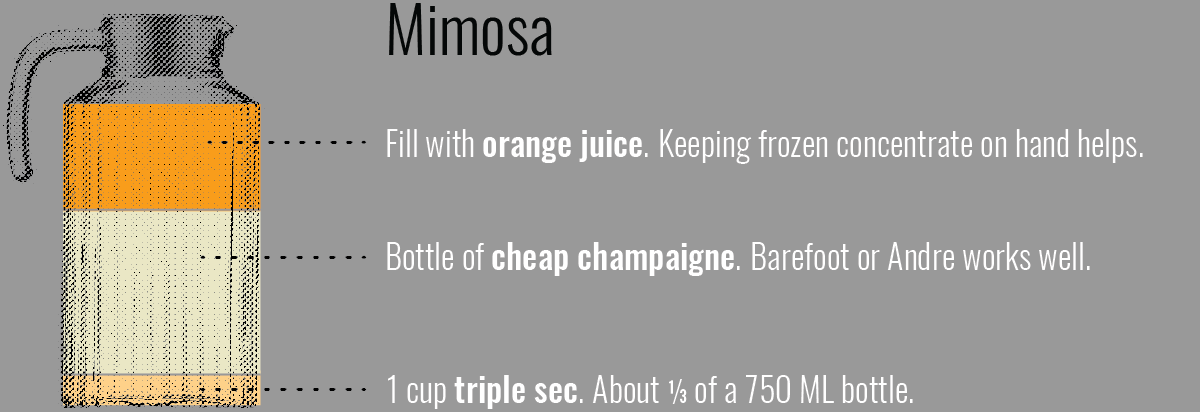 Mimosa
Fill with orange juice. Keeping frozen concentrate on hand helps.
Bottle of cheap champaigne. Barefoot or Andre works well.
1 cup triple sec. About ⅓ of a 750 ML bottle.